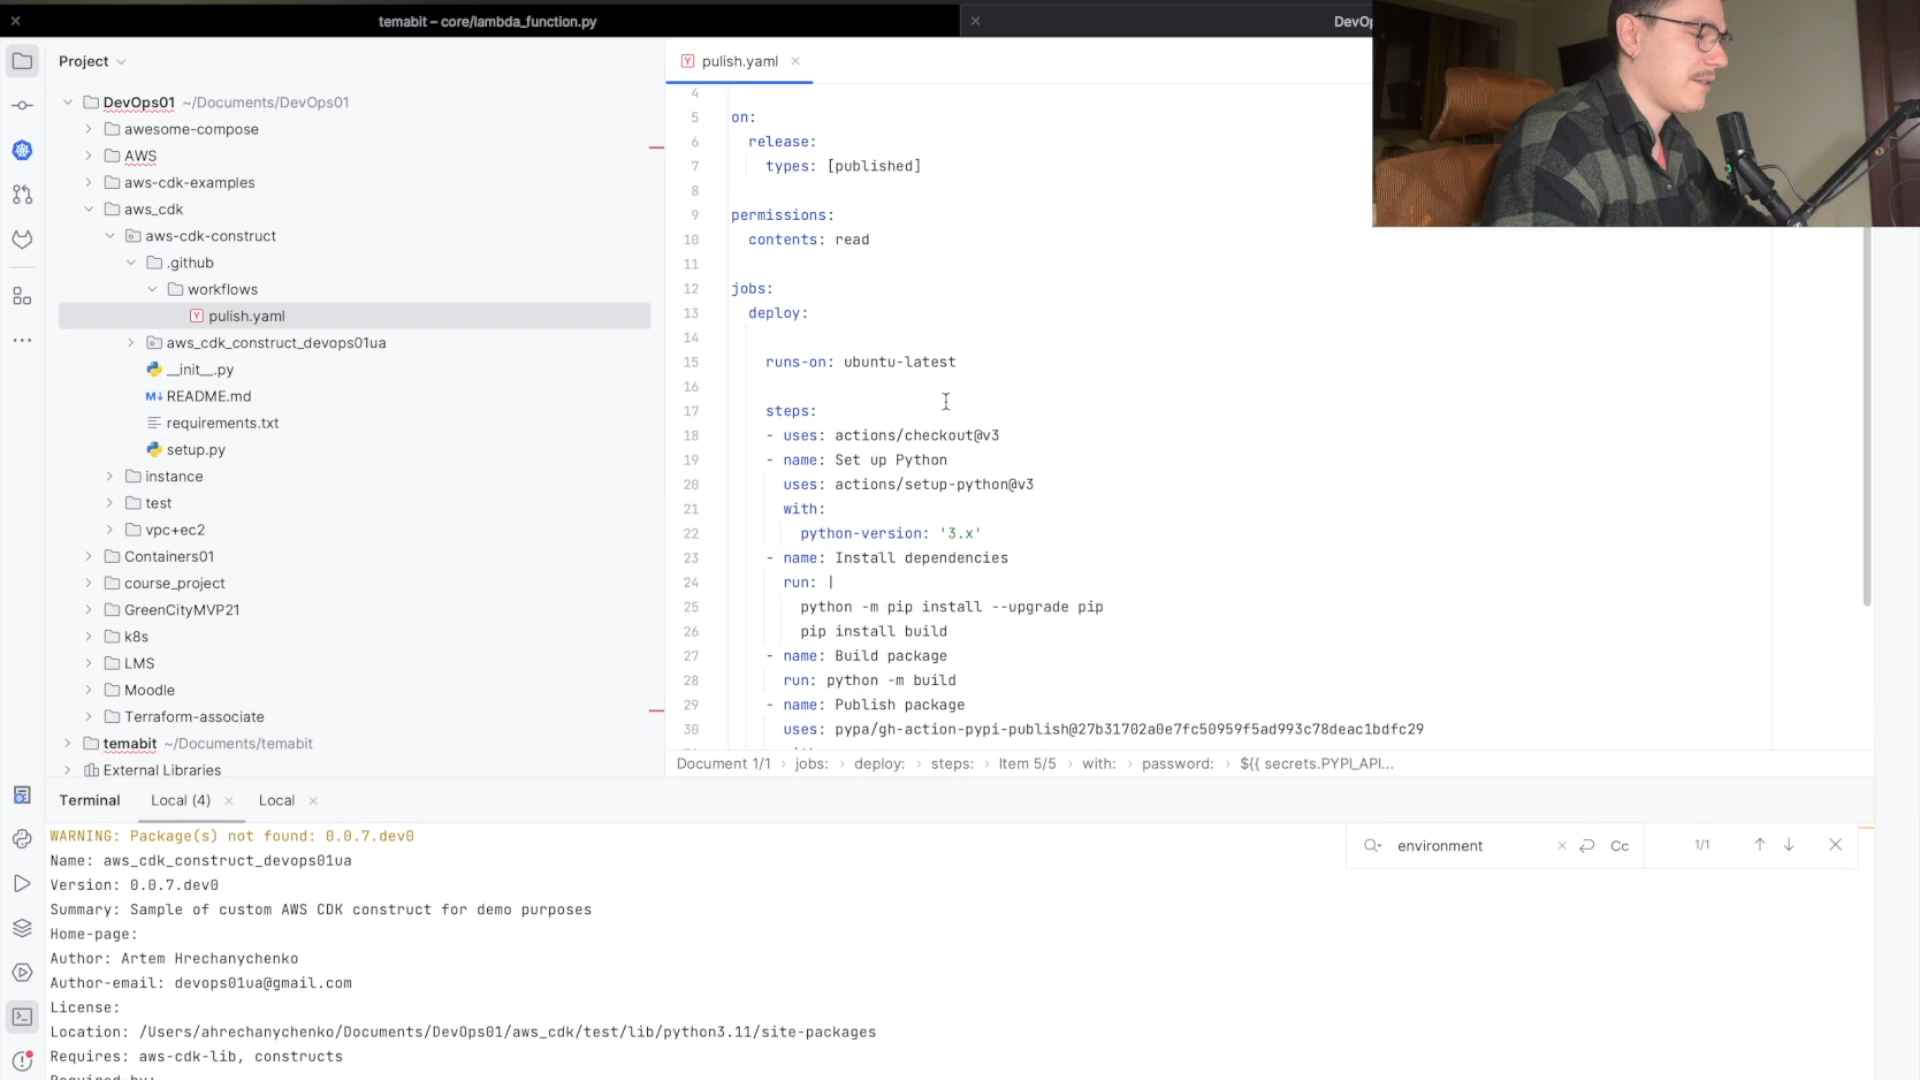 temabit – core/lambda_function.py
DevOp
Project
DevOps01 ~/Documents/DevOps01
awesome-compose
AWS
aws-cdk-examples
aws_cdk
aws-cdk-construct
.github
workflows
pulish.yaml
aws_cdk_construct_devops01ua
__init__.py
README.md
requirements.txt
setup.py
instance
test
vpc+ec2
Containers01
course_project
GreenCityMVP21
k8s
LMS
Moodle
Terraform-associate
temabit ~/Documents/temabit
External Libraries
pulish.yaml
4
5 on:
6 release:
7 types: [published]
8
9 permissions:
10 contents: read
11
12 jobs:
13 deploy:
14
15 runs-on: ubuntu-latest
16
17 steps:
18 - uses: actions/checkout@v3
19 - name: Set up Python
20 uses: actions/setup-python@v3
21 with:
22 python-version: '3.x'
23 - name: Install dependencies
24 run: |
25 python -m pip install --upgrade pip
26 pip install build
27 - name: Build package
28 run: python -m build
29 - name: Publish package
30 uses: pypa/gh-action-pypi-publish@27b31702a0e7fc50959f5ad993c78deac1bdfc29
Document 1/1 › jobs: › deploy: › steps: › Item 5/5 › with: › password: › ${{ secrets.PYPI_API...
Terminal Local (4) Local
environment Cc 1/1
WARNING: Package(s) not found: 0.0.7.dev0
Name: aws_cdk_construct_devops01ua
Version: 0.0.7.dev0
Summary: Sample of custom AWS CDK construct for demo purposes
Home-page:
Author: Artem Hrechanychenko
Author-email: devops01ua@gmail.com
License:
Location: /Users/ahrechanychenko/Documents/DevOps01/aws_cdk/test/lib/python3.11/site-packages
Requires: aws-cdk-lib, constructs
Required-by: